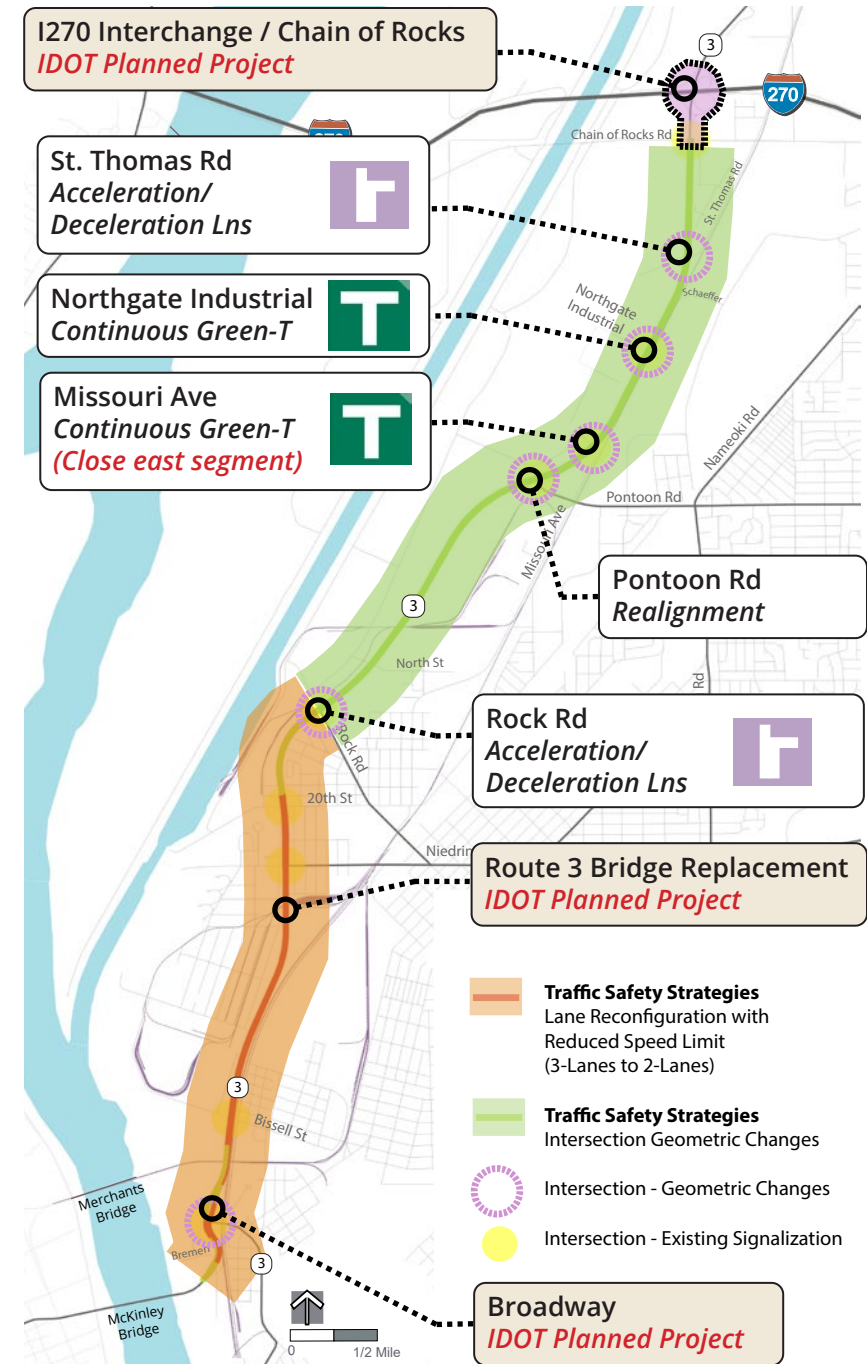 I270 Interchange / Chain of Rocks
IDOT Planned Project
3
270
Chain of Rocks Rd
St. Thomas Rd
Acceleration/
Deceleration Lns
St. Thomas Rd
Schaeffer
Northgate Industrial
Continuous Green-T
Northgate
Industrial
Missouri Ave
Continuous Green-T
(Close east segment)
Nameoki Rd
Pontoon Rd
Missouri Ave
Pontoon Rd
Realignment
3
North St
Rd
Rock Rd
Acceleration/
Deceleration Lns
Rock Rd
20th St
Niedrin
Route 3 Bridge Replacement
IDOT Planned Project
Traffic Safety Strategies
Lane Reconfiguration with
Reduced Speed Limit
(3-Lanes to 2-Lanes)
3
Bissell St
Traffic Safety Strategies
Intersection Geometric Changes
Intersection - Geometric Changes
Intersection - Existing Signalization
Merchants
Bridge
Bremen
3
McKinley
Bridge
0 1/2 Mile
Broadway
IDOT Planned Project